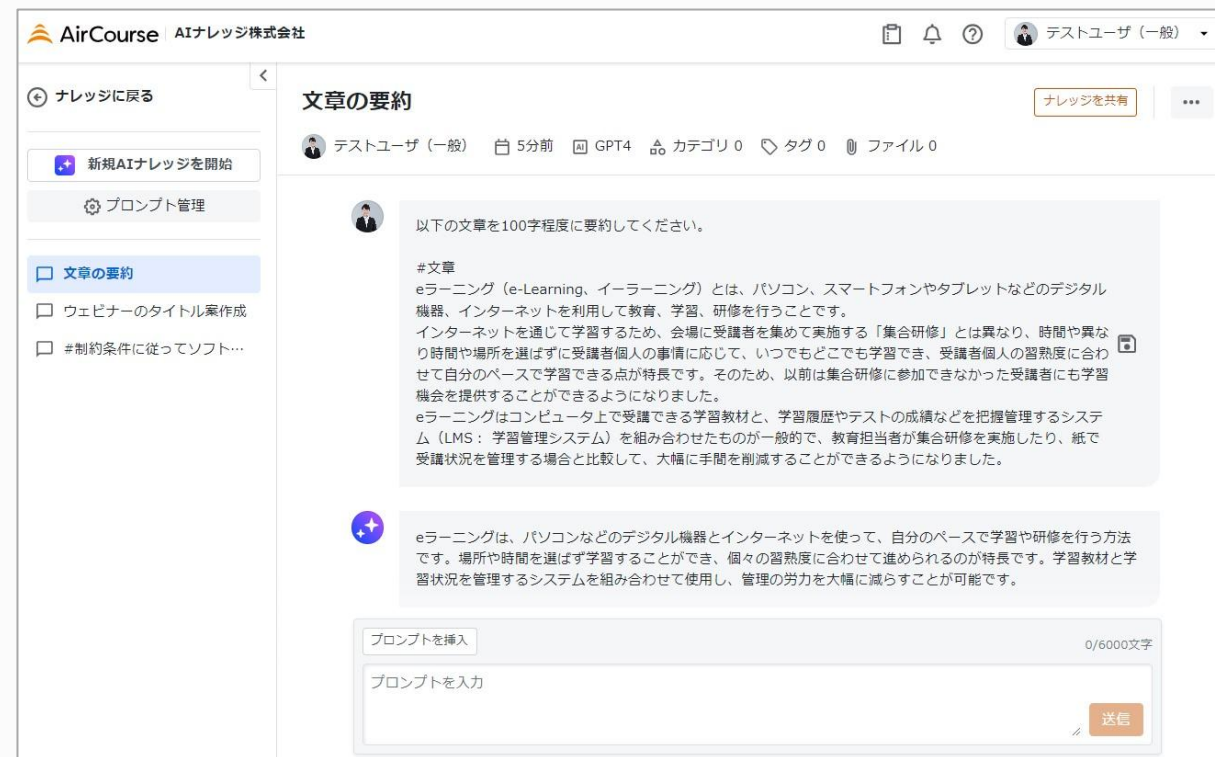 AirCourse AIナレッジ株式会社
テストユーザ（一般）
ナレッジに戻る
新規AIナレッジを開始
プロンプト管理
文章の要約
ウェビナーのタイトル案作成
#制約条件に従ってソフト…
文章の要約
ナレッジを共有
テストユーザ（一般） 5分前 AI GPT4 カテゴリ 0 タグ 0 ファイル 0
以下の文章を100字程度に要約してください。
#文章
eラーニング（e-Learning、イーラーニング）とは、パソコン、スマートフォンやタブレットなどのデジタル
機器、インターネットを利用して教育、学習、研修を行うことです。
インターネットを通じて学習するため、会場に受講者を集めて実施する「集合研修」とは異なり、時間や異な
り時間や場所を選ばずに受講者個人の事情に応じて、いつでもどこでも学習でき、受講者個人の習熟度に合わ
せて自分のペースで学習できる点が特長です。そのため、以前は集合研修に参加できなかった受講者にも学習
機会を提供することができるようになりました。
eラーニングはコンピュータ上で受講できる学習教材と、学習履歴やテストの成績などを把握管理するシステ
ム（LMS： 学習管理システム）を組み合わせたものが一般的で、教育担当者が集合研修を実施したり、紙で
受講状況を管理する場合と比較して、大幅に手間を削減することができるようになりました。
eラーニングは、パソコンなどのデジタル機器とインターネットを使って、自分のペースで学習や研修を行う方法
です。場所や時間を選ばず学習することができ、個々の習熟度に合わせて進められるのが特長です。学習教材と学
習状況を管理するシステムを組み合わせて使用し、管理の労力を大幅に減らすことが可能です。
プロンプトを挿入
0/6000文字
プロンプトを入力
送信